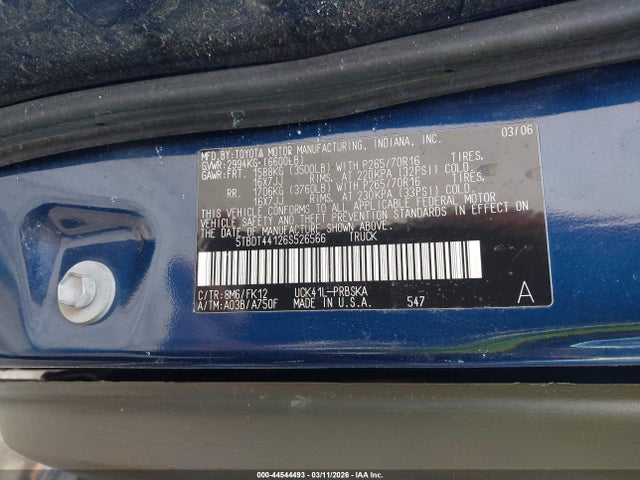 03/06
MFD.BY:TOYOTA MOTOR MANUFACTURING, INDIANA, INC.
GVWR:2994KG (6600LB)
GAWR:FRT. 1588KG (3500LB) WITH P265/70R16 TIRES.
16X7JJ RIMS. AT 220KPA (32PSI) COLD.
RR. 1706KG (3760LB) WITH P265/70R16 TIRES.
16X7JJ RIMS. AT 230KPA (33PSI) COLD.
THIS VEHICLE CONFORMS TO ALL APPLICABLE FEDERAL MOTOR
VEHICLE SAFETY AND THEFT PREVENTION STANDARDS IN EFFECT ON
THE DATE OF MANUFACTURE SHOWN ABOVE.
5TBDT44126S526566 TRUCK
C/TR:8M6/FK12 UCK41L-PRBSKA
A/TM:A03B/A750F MADE IN U.S.A. 547
A
000-44544493 - 03/11/2026 - IAAI.COM